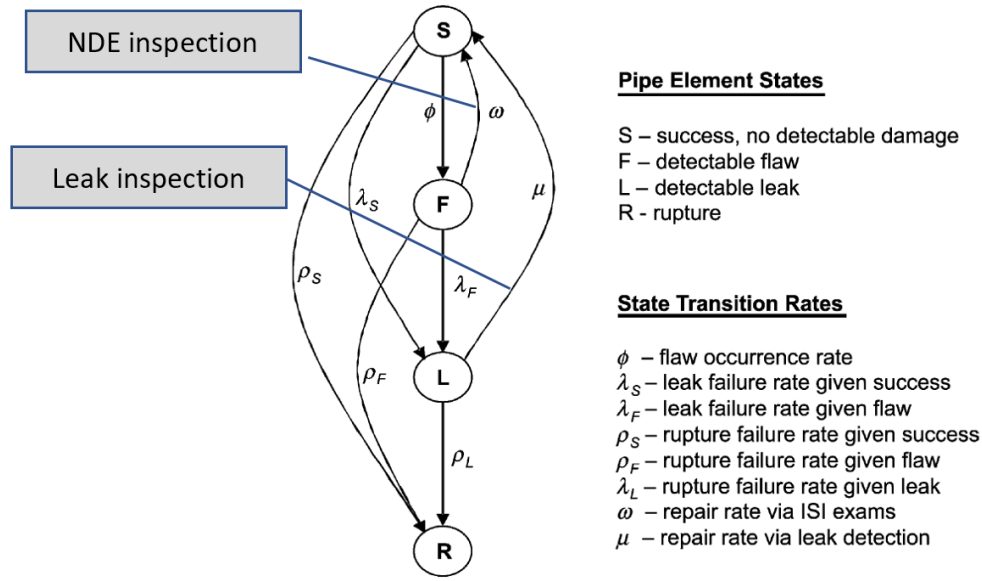 NDE inspection
Leak inspection
S
ϕ
ω
F
λS
μ
ρS
λF
L
ρF
ρL
R
Pipe Element States
S – success, no detectable damage
F – detectable flaw
L – detectable leak
R - rupture
State Transition Rates
ϕ – flaw occurrence rate
λS – leak failure rate given success
λF – leak failure rate given flaw
ρS – rupture failure rate given success
ρF – rupture failure rate given flaw
λL – rupture failure rate given leak
ω – repair rate via ISI exams
μ – repair rate via leak detection